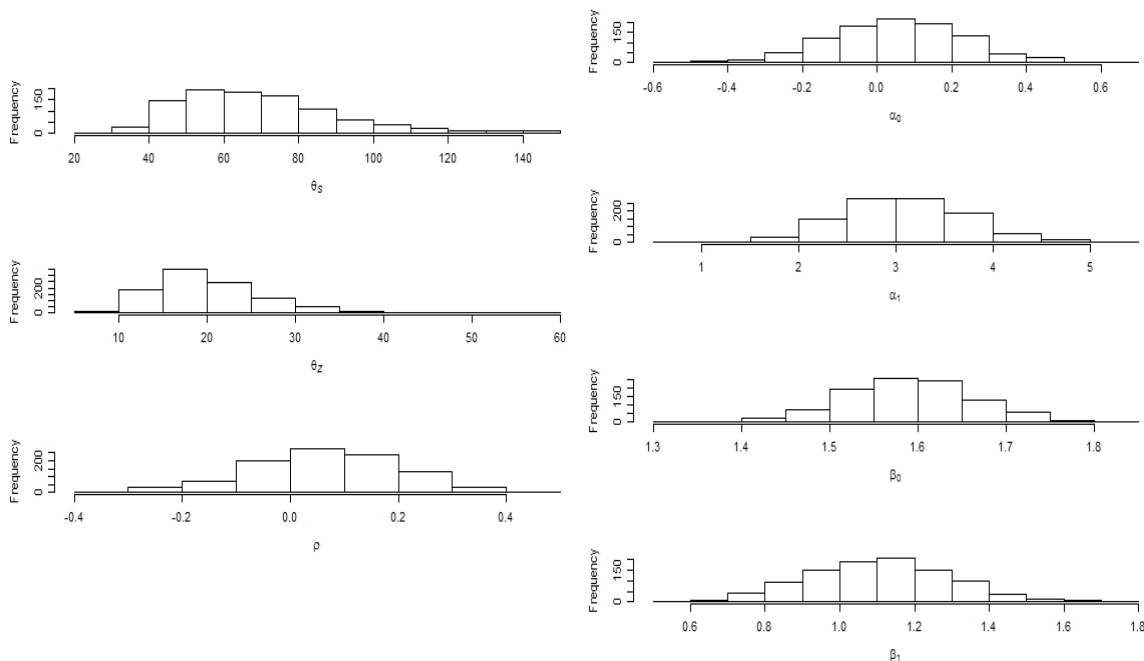 Frequency
0 150
20 40 60 80 100 120 140
θS
Frequency
0 200
10 20 30 40 50 60
θZ
Frequency
0 200
-0.4 -0.2 0.0 0.2 0.4
ρ
Frequency
0 150
-0.6 -0.4 -0.2 0.0 0.2 0.4 0.6
α0
Frequency
0 200
1 2 3 4 5
α1
Frequency
0 150
1.3 1.4 1.5 1.6 1.7 1.8
β0
Frequency
0 150
0.6 0.8 1.0 1.2 1.4 1.6 1.8
β1